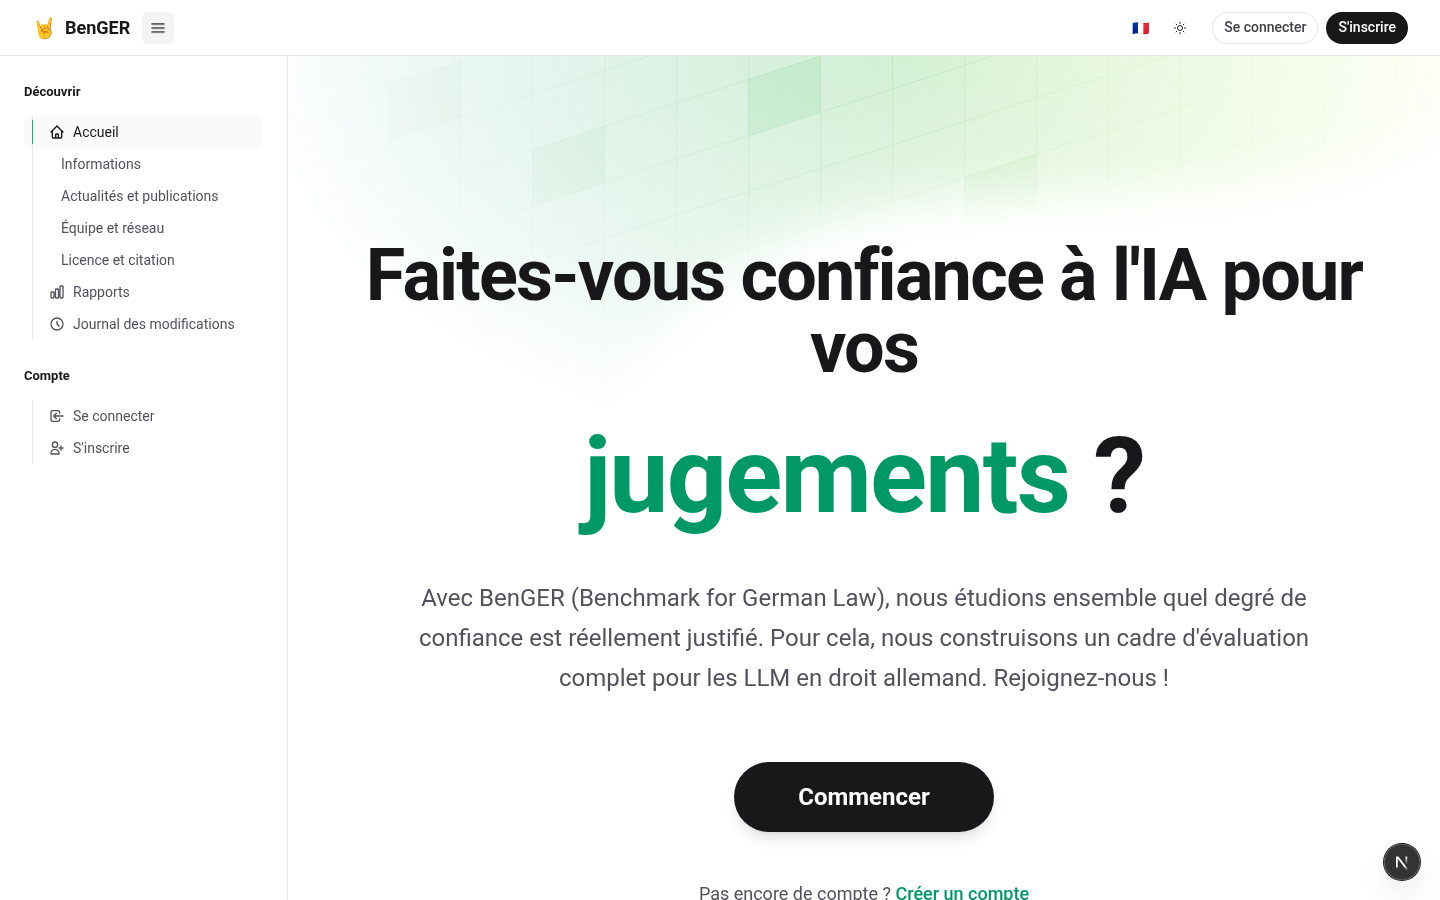 BenGER
Se connecter
S'inscrire
Découvrir
Accueil
Informations
Actualités et publications
Équipe et réseau
Licence et citation
Rapports
Journal des modifications
Compte
Se connecter
S'inscrire
Faites-vous confiance à l'IA pour
vos
jugements ?
Avec BenGER (Benchmark for German Law), nous étudions ensemble quel degré de
confiance est réellement justifié. Pour cela, nous construisons un cadre d'évaluation
complet pour les LLM en droit allemand. Rejoignez-nous !
Commencer
Pas encore de compte ? Créer un compte
N